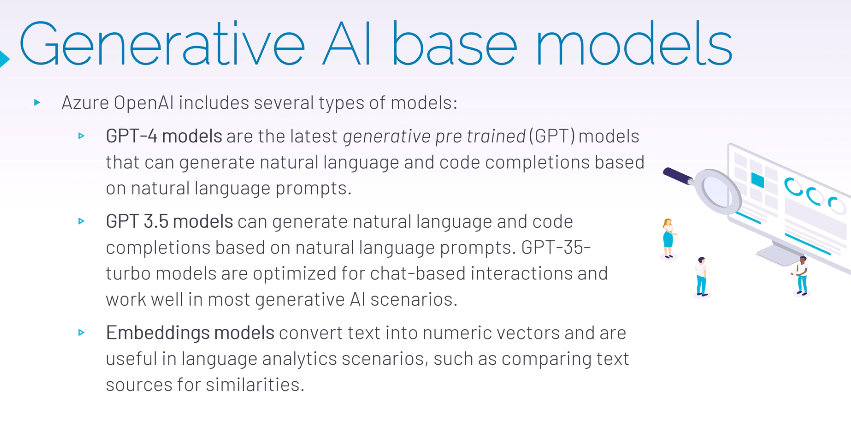 Generative AI base models
Azure OpenAI includes several types of models:
GPT-4 models are the latest generative pre trained (GPT) models
that can generate natural language and code completions based
on natural language prompts.
GPT 3.5 models can generate natural language and code
completions based on natural language prompts. GPT-35-
turbo models are optimized for chat-based interactions and
work well in most generative AI scenarios.
Embeddings models convert text into numeric vectors and are
useful in language analytics scenarios, such as comparing text
sources for similarities.